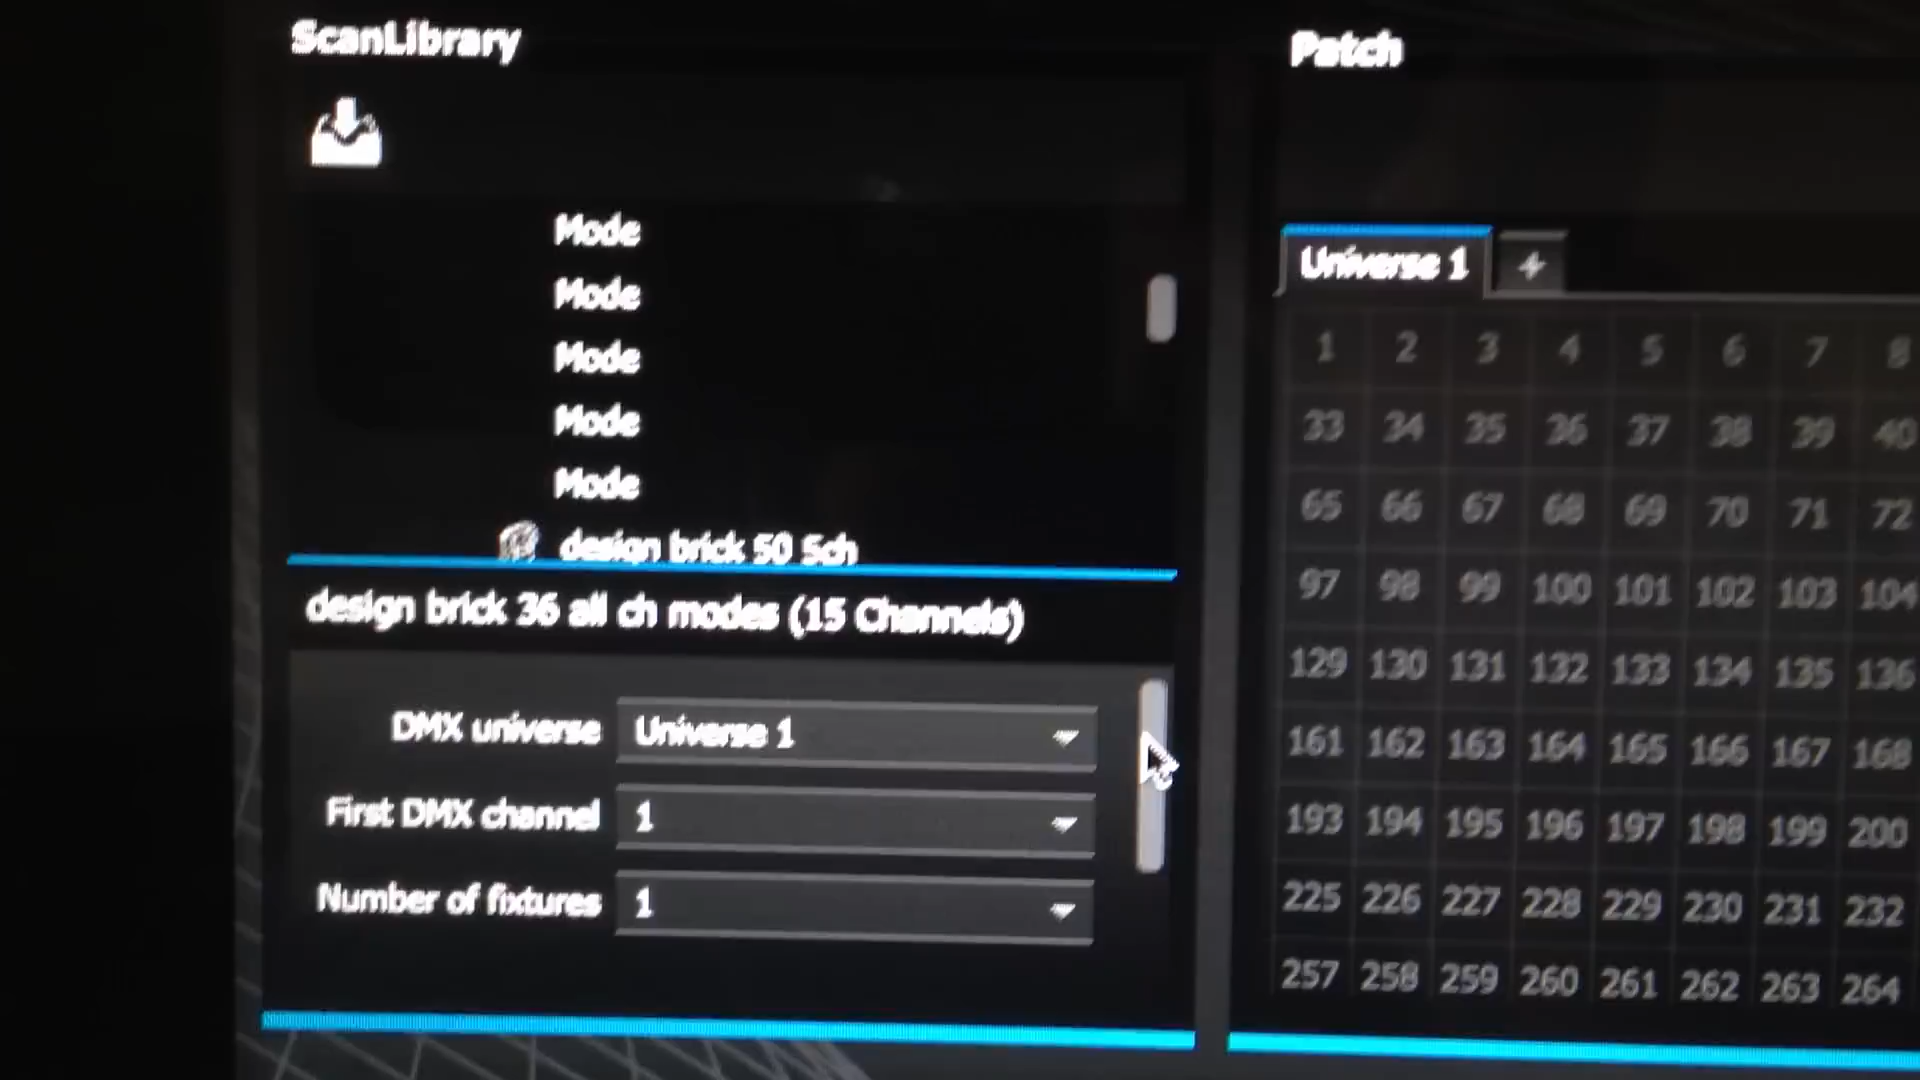 ScanLibrary
Mode
Mode
Mode
Mode
Mode
design brick 50 5ch
design brick 36 all ch modes (15 Channels)
DMX universe Universe 1
First DMX channel 1
Number of fixtures 1
Patch
Universe 1 +
1 2 3 4 5 6 7 8
33 34 35 36 37 38 39 40
65 66 67 68 69 70 71 72
97 98 99 100 101 102 103 104
129 130 131 132 133 134 135 136
161 162 163 164 165 166 167 168
193 194 195 196 197 198 199 200
225 226 227 228 229 230 231 232
257 258 259 260 261 262 263 264